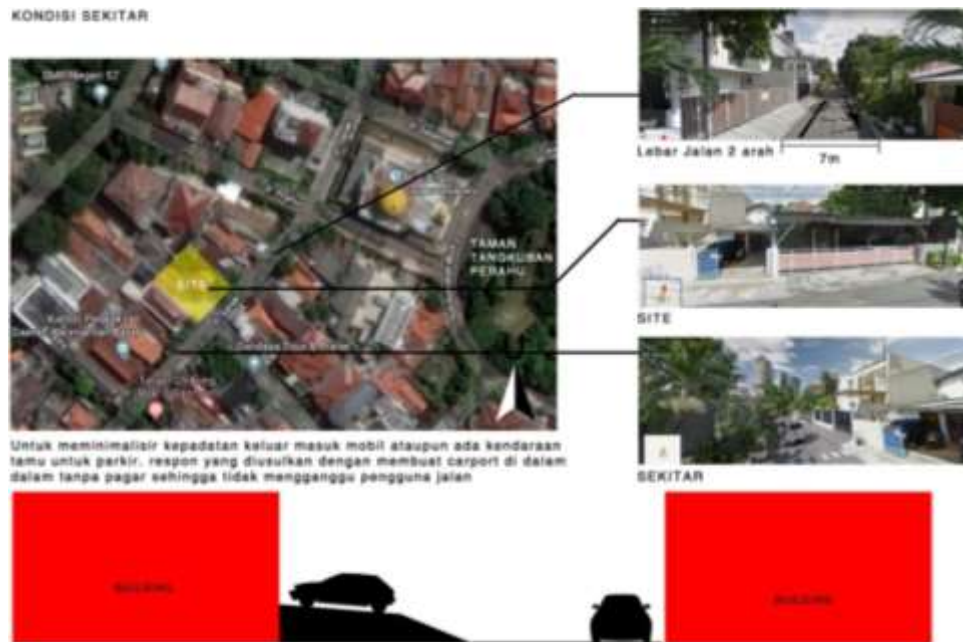 KONDISI SEKITAR
SITE
TAMAN
TANGKUBAN
PERAHU
Lebar Jalan 2 arah
7m
SITE
SEKITAR
Untuk meminimalisir kepadatan keluar masuk mobil ataupun ada kendaraan
tamu untuk parkir. respon yang diusulkan dengan membuat carport di dalam
dalam tanpa pagar sehingga tidak mengganggu pengguna jalan
BUILDING
BUILDING